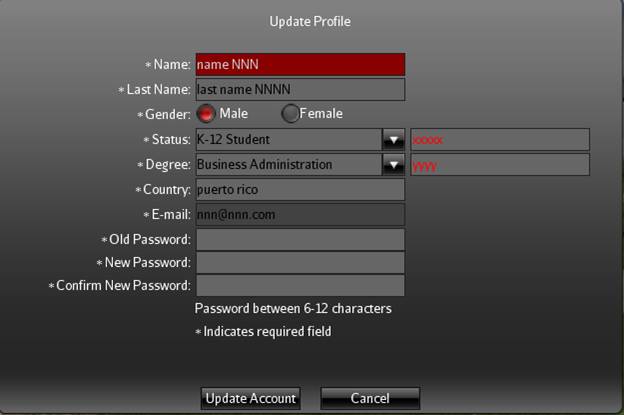 Update Profile
* Name: name NNN
* Last Name: last name NNNN
* Gender: Male Female
* Status: K-12 Student xxxxx
* Degree: Business Administration yyyy
* Country: puerto rico
* E-mail: nnn@nnn.com
* Old Password:
* New Password:
* Confirm New Password:
Password between 6-12 characters
* Indicates required field
Update Account Cancel